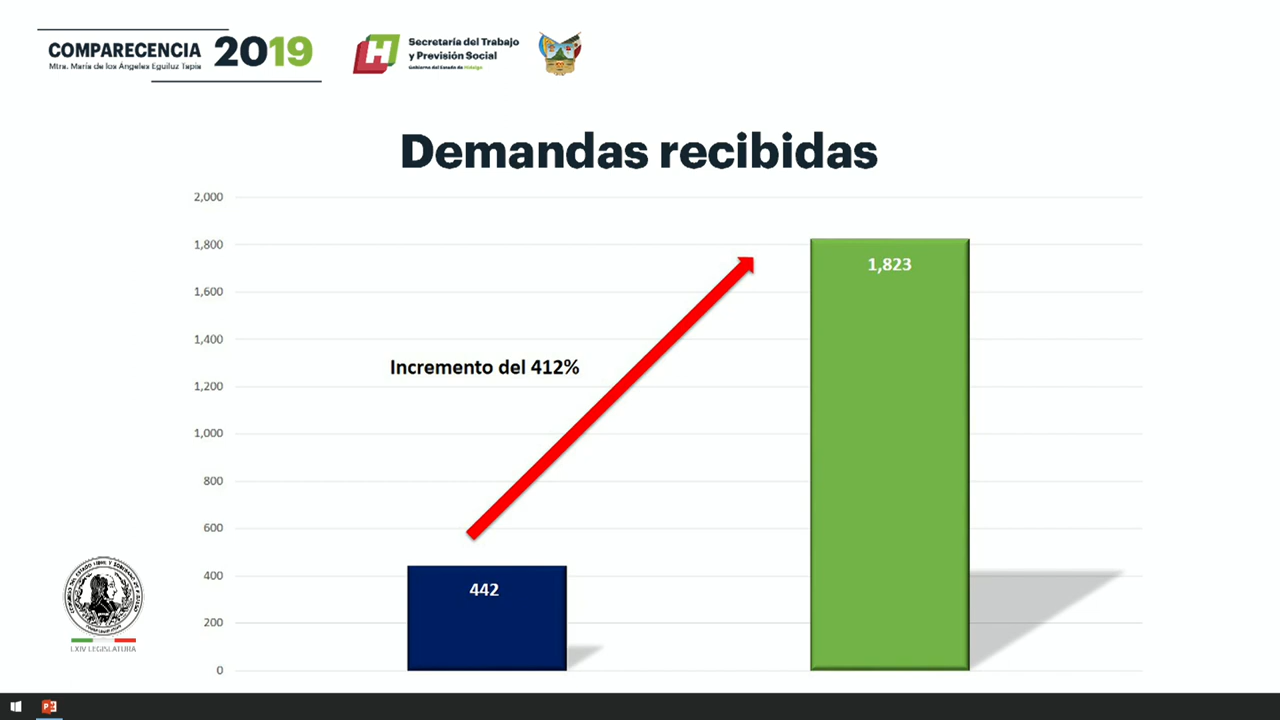 COMPARECENCIA 2019
Mtra. María de los Ángeles Eguiluz Tapia
Secretaría del Trabajo
y Previsión Social
Gobierno del Estado de Hidalgo
Demandas recibidas
2,000
1,800
1,600
1,400
1,200
1,000
800
600
400
200
0
1,823
Incremento del 412%
442
LXIV LEGISLATURA